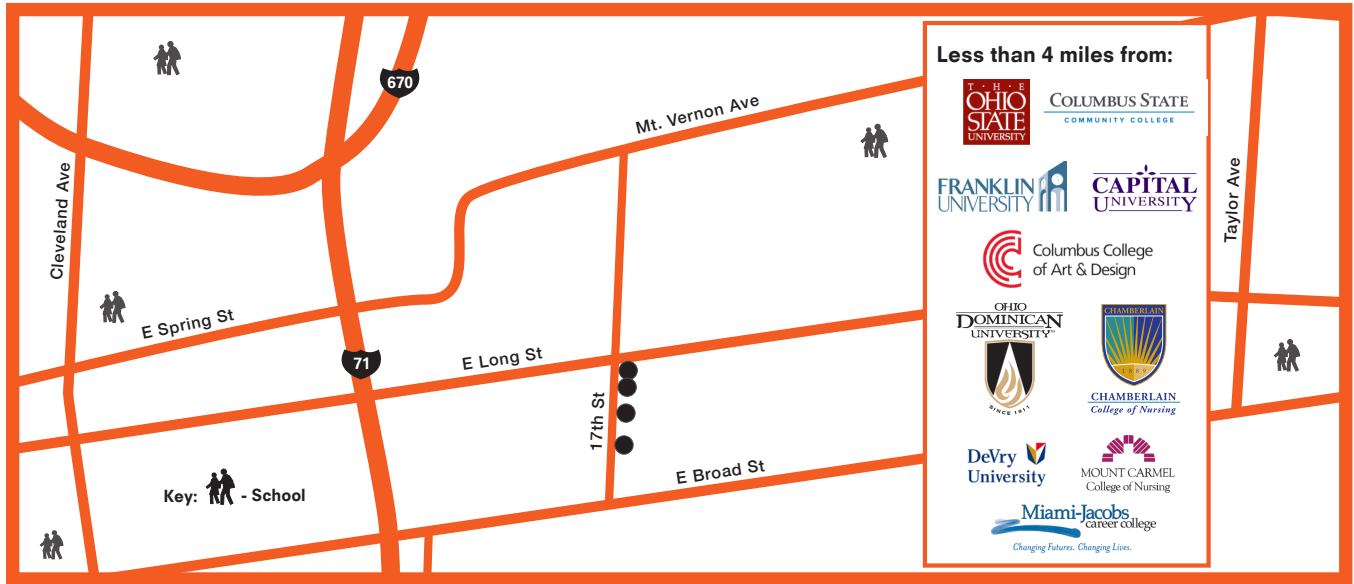 670
Mt. Vernon Ave
Cleveland Ave
E Spring St
71
E Long St
17th St
E Broad St
Key: - School
Taylor Ave
Less than 4 miles from:
T·H·E
OHIO
STATE
UNIVERSITY
COLUMBUS STATE
COMMUNITY COLLEGE
FRANKLIN
UNIVERSITY
CAPITAL
UNIVERSITY
Columbus College
of Art & Design
OHIO
DOMINICAN
UNIVERSITY™
SINCE 1911
CHAMBERLAIN
1889
CHAMBERLAIN
College of Nursing
DeVry
University
MOUNT CARMEL
College of Nursing
Miami-Jacobs
career college
Changing Futures. Changing Lives.